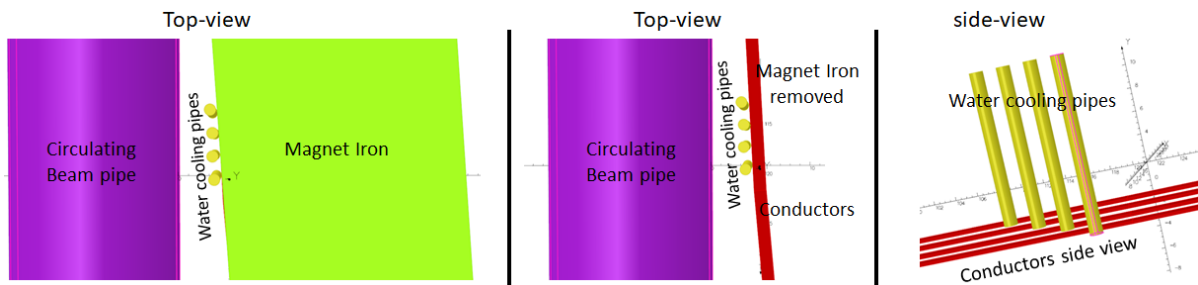 Top-view
Circulating
Beam pipe
Water cooling pipes
Magnet Iron
Y
Top-view
Circulating
Beam pipe
Water cooling pipes
Magnet Iron
removed
Conductors
side-view
Water cooling pipes
Conductors side view
Y